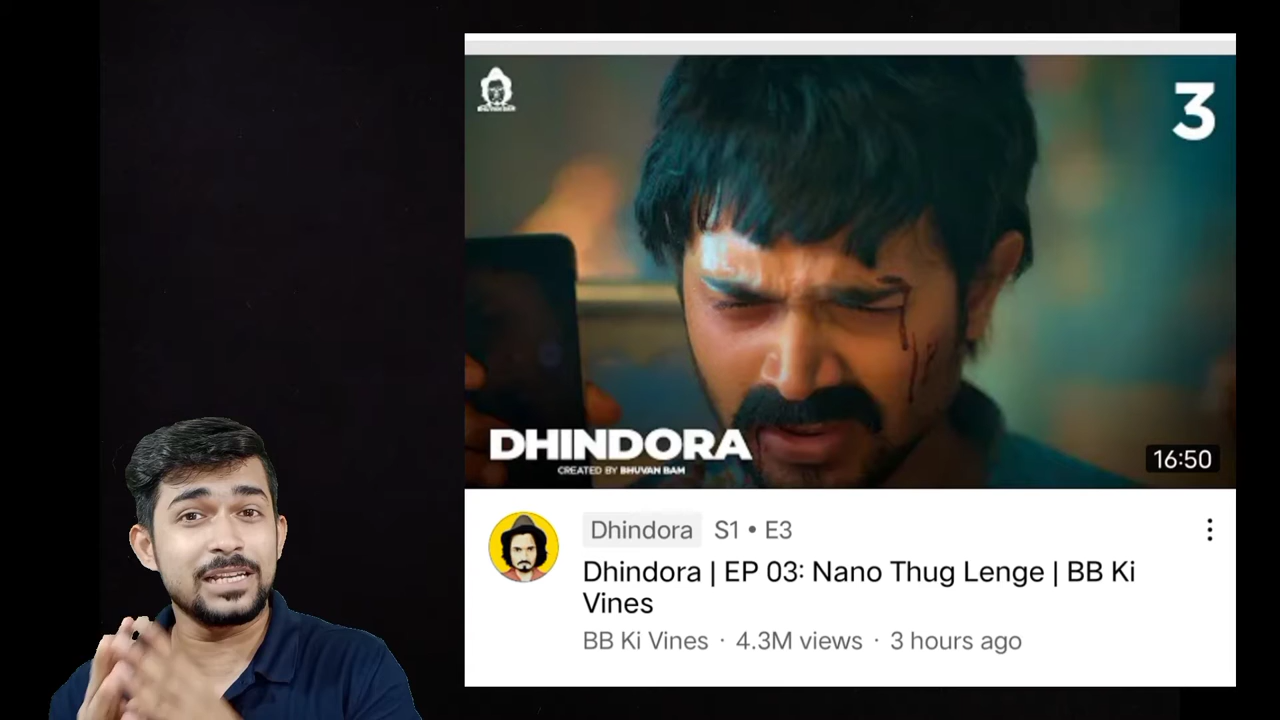 3
DHINDORA
CREATED BY BHUVAN BAM
16:50
Dhindora S1 • E3
Dhindora | EP 03: Nano Thug Lenge | BB Ki
Vines
BB Ki Vines · 4.3M views · 3 hours ago